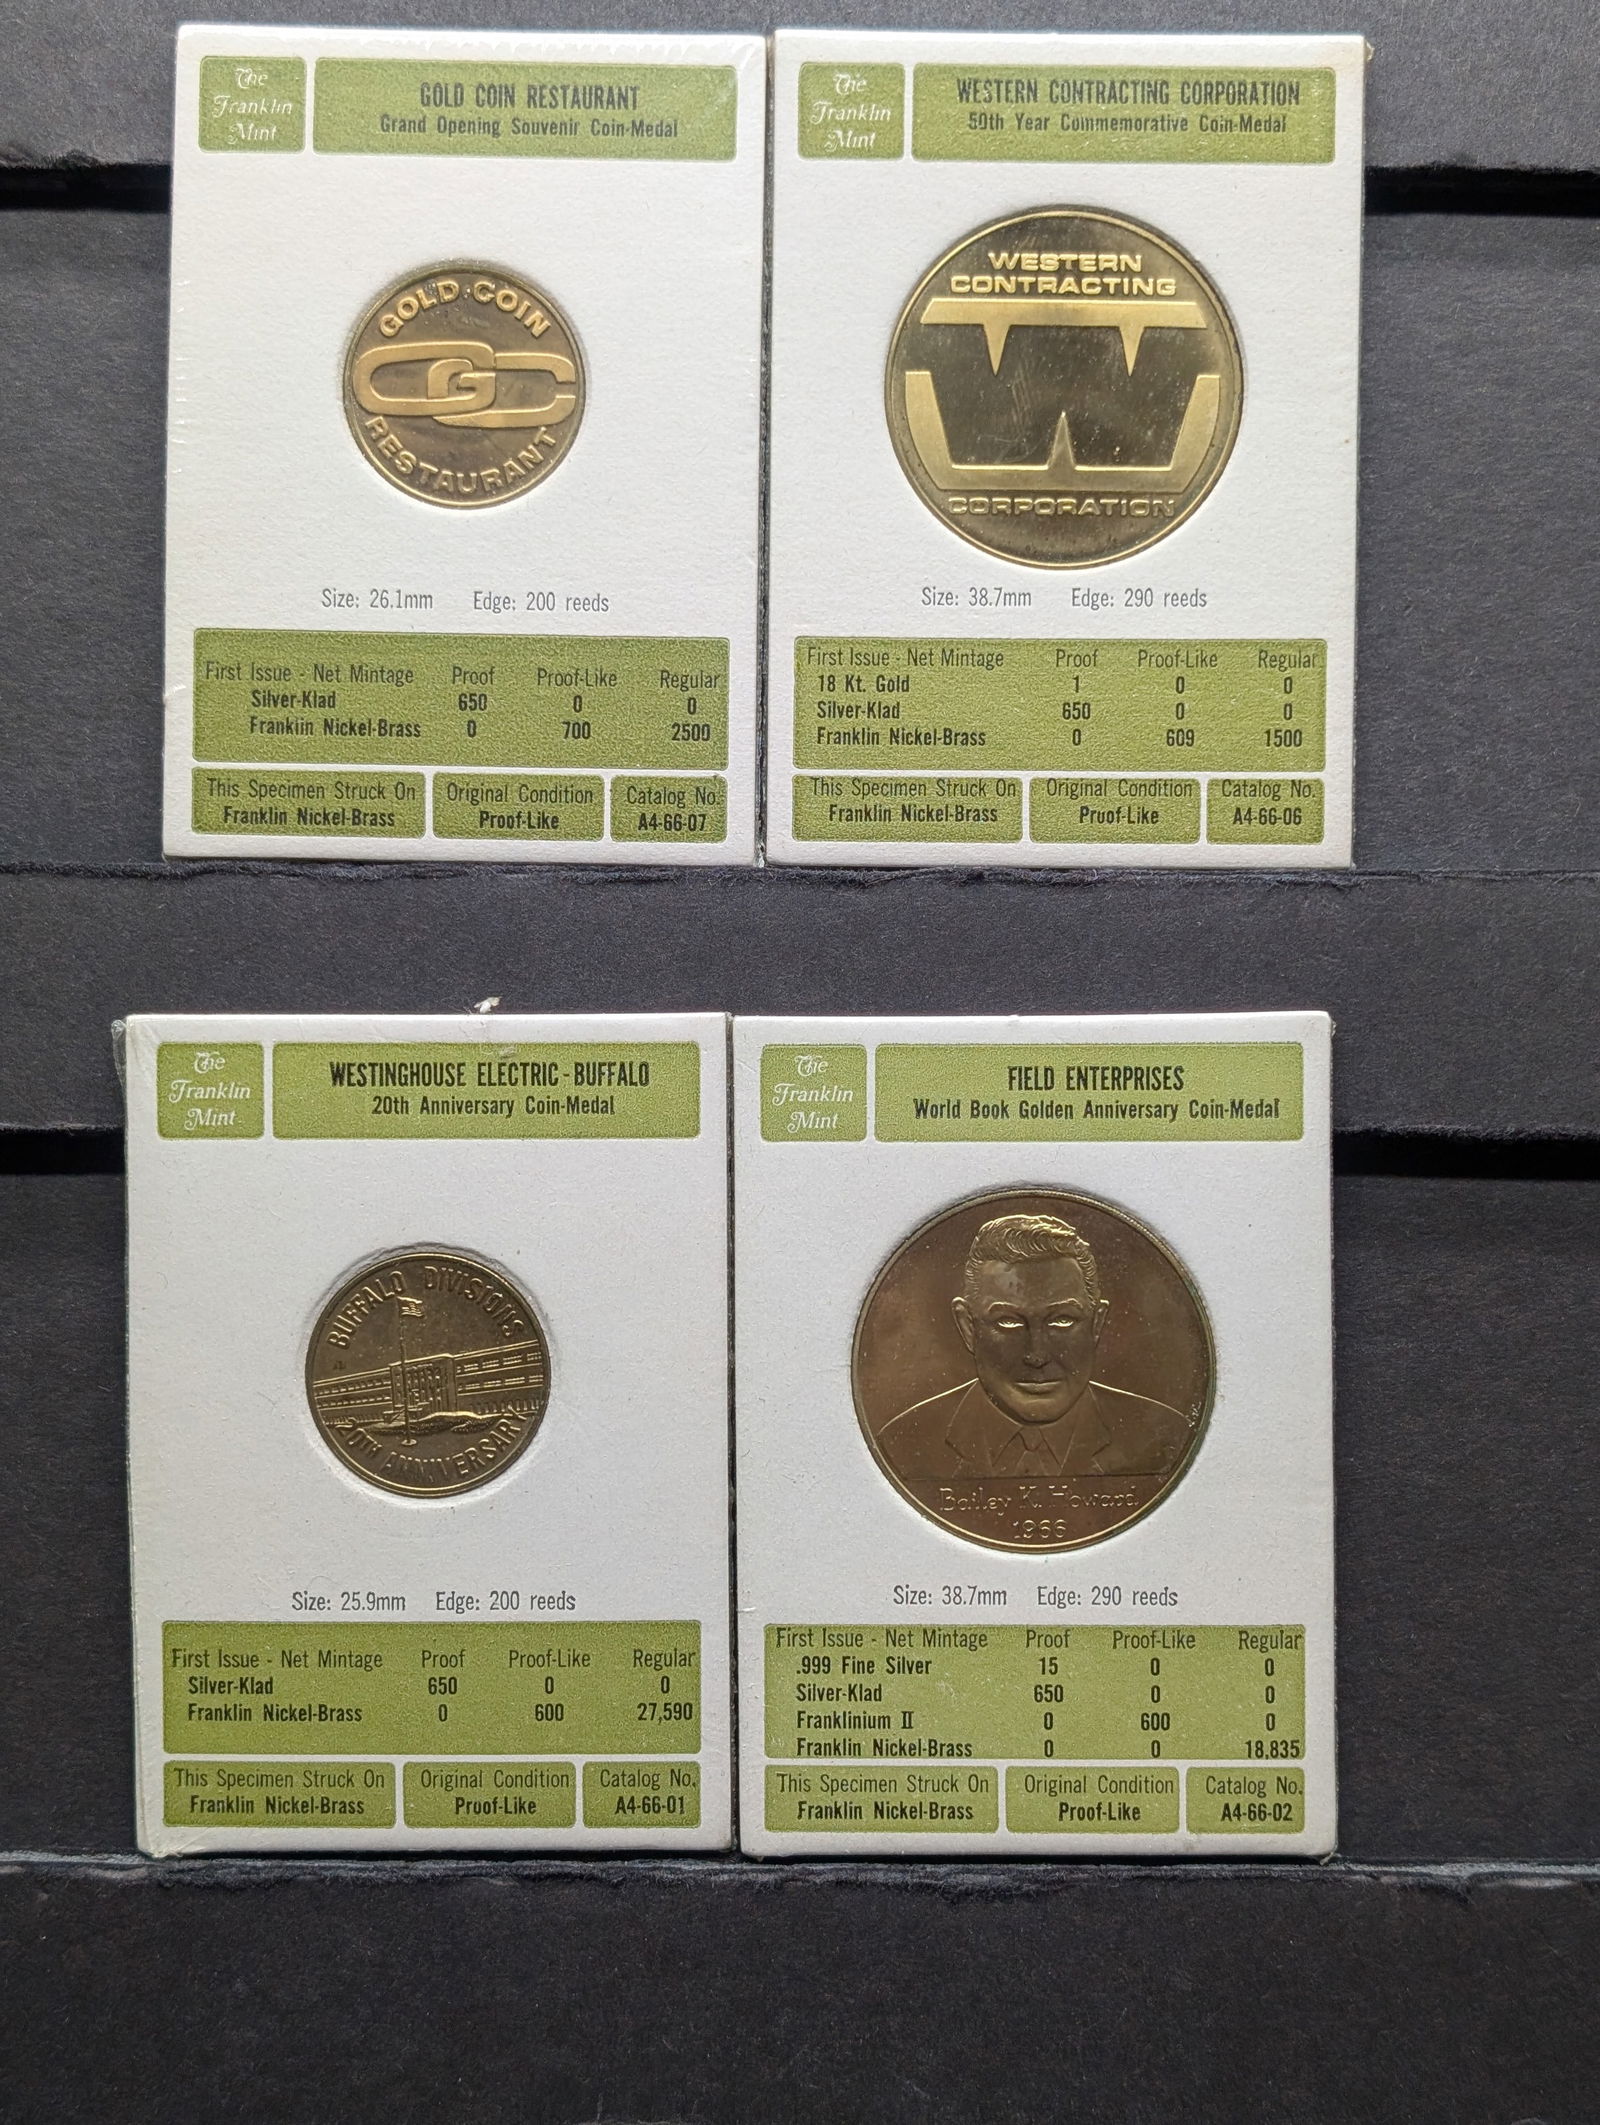 The
Franklin
Mint
GOLD COIN RESTAURANT
Grand Opening Souvenir Coin-Medal
GOLD COIN
GC
RESTAURANT
Size: 26.1mm Edge: 200 reeds
First Issue - Net Mintage Proof Proof-Like Regular
Silver-Klad 650 0 0
Franklin Nickel-Brass 0 700 2500
This Specimen Struck On
Franklin Nickel-Brass
Original Condition
Proof-Like
Catalog No.
A4-66-07
The
Franklin
Mint
WESTERN CONTRACTING CORPORATION
50th Year Commemorative Coin-Medal
WESTERN
CONTRACTING
W
CORPORATION
Size: 38.7mm Edge: 290 reeds
First Issue - Net Mintage Proof Proof-Like Regular
18 Kt. Gold 1 0 0
Silver-Klad 650 0 0
Franklin Nickel-Brass 0 609 1500
This Specimen Struck On
Franklin Nickel-Brass
Original Condition
Proof-Like
Catalog No.
A4-66-06
The
Franklin
Mint
WESTINGHOUSE ELECTRIC-BUFFALO
20th Anniversary Coin-Medal
BUFFALO DIVISIONS
20TH ANNIVERSARY
Size: 25.9mm Edge: 200 reeds
First Issue - Net Mintage Proof Proof-Like Regular
Silver-Klad 650 0 0
Franklin Nickel-Brass 0 600 27,590
This Specimen Struck On
Franklin Nickel-Brass
Original Condition
Proof-Like
Catalog No.
A4-66-01
The
Franklin
Mint
FIELD ENTERPRISES
World Book Golden Anniversary Coin-Medal
Bailey K. Howard
1966
Size: 38.7mm Edge: 290 reeds
First Issue - Net Mintage Proof Proof-Like Regular
.999 Fine Silver 15 0 0
Silver-Klad 650 0 0
Franklinium II 0 600 0
Franklin Nickel-Brass 0 0 18,835
This Specimen Struck On
Franklin Nickel-Brass
Original Condition
Proof-Like
Catalog No.
A4-66-02